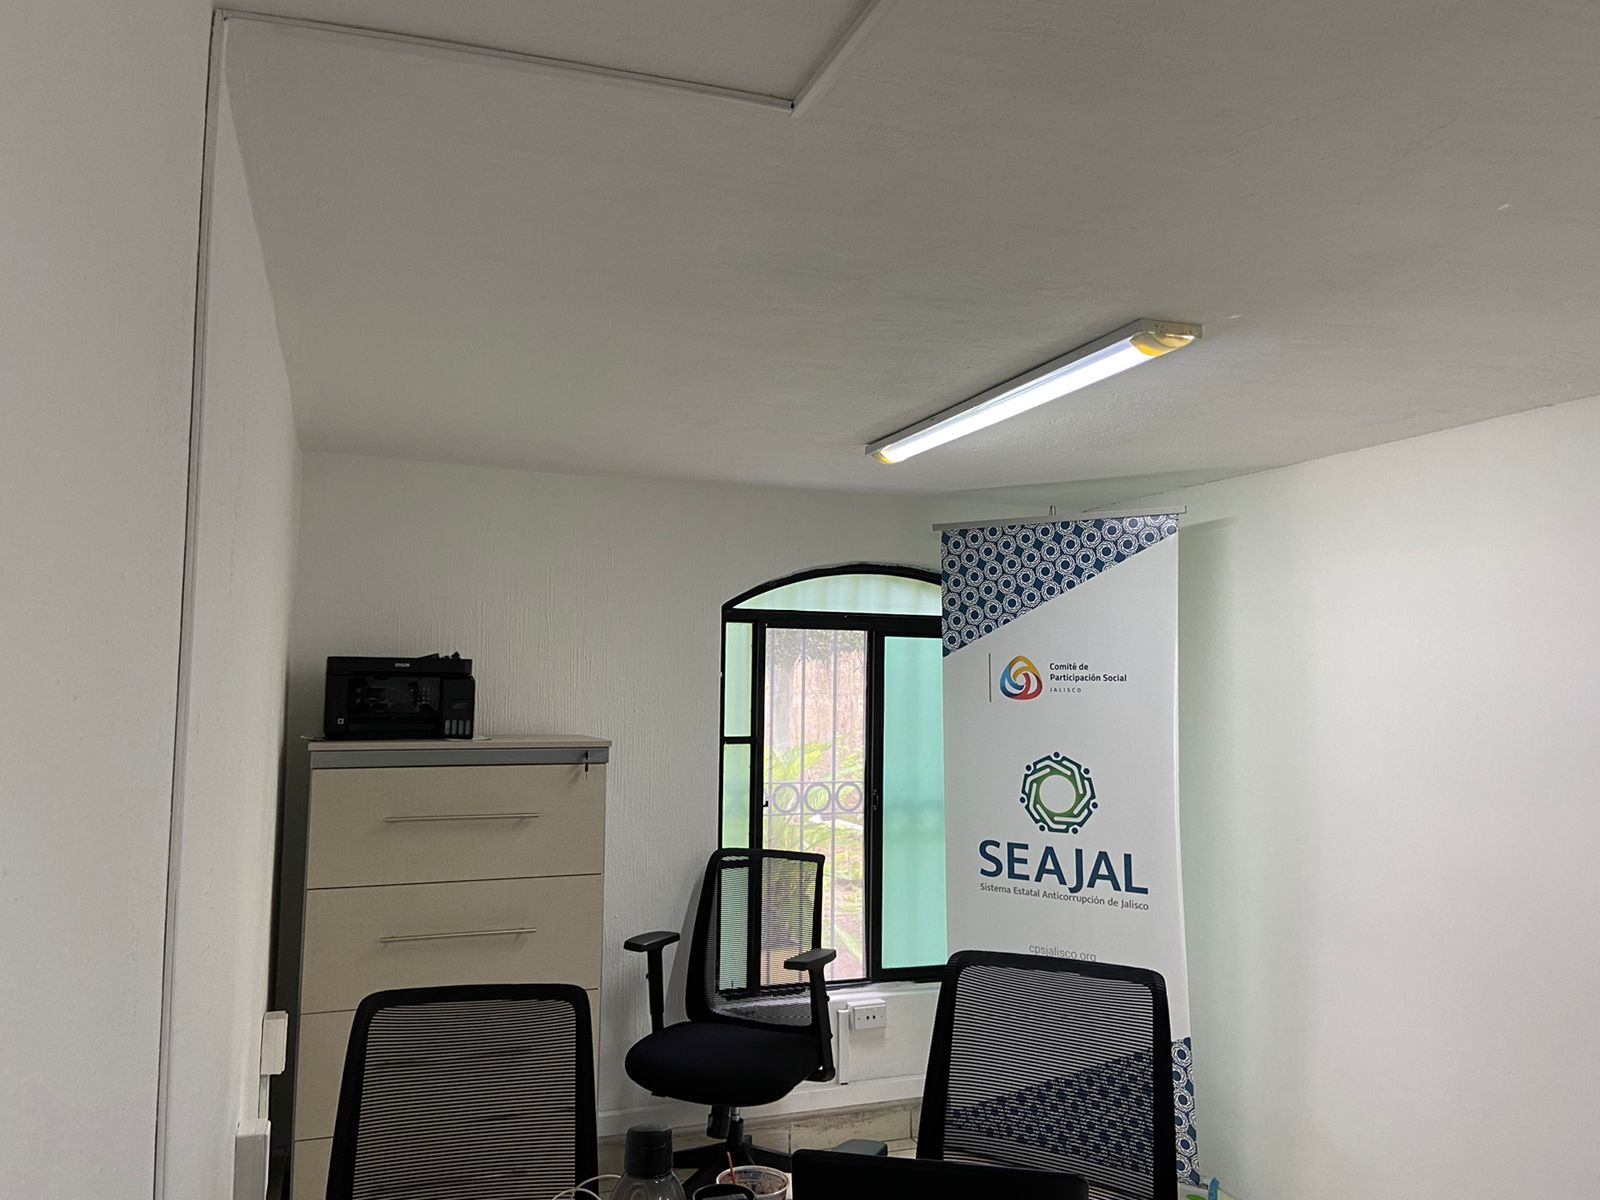 EPSON
Comité de
Participación Social
JALISCO
SEAJAL
Sistema Estatal Anticorrupción de Jalisco
cpsjalisco.org